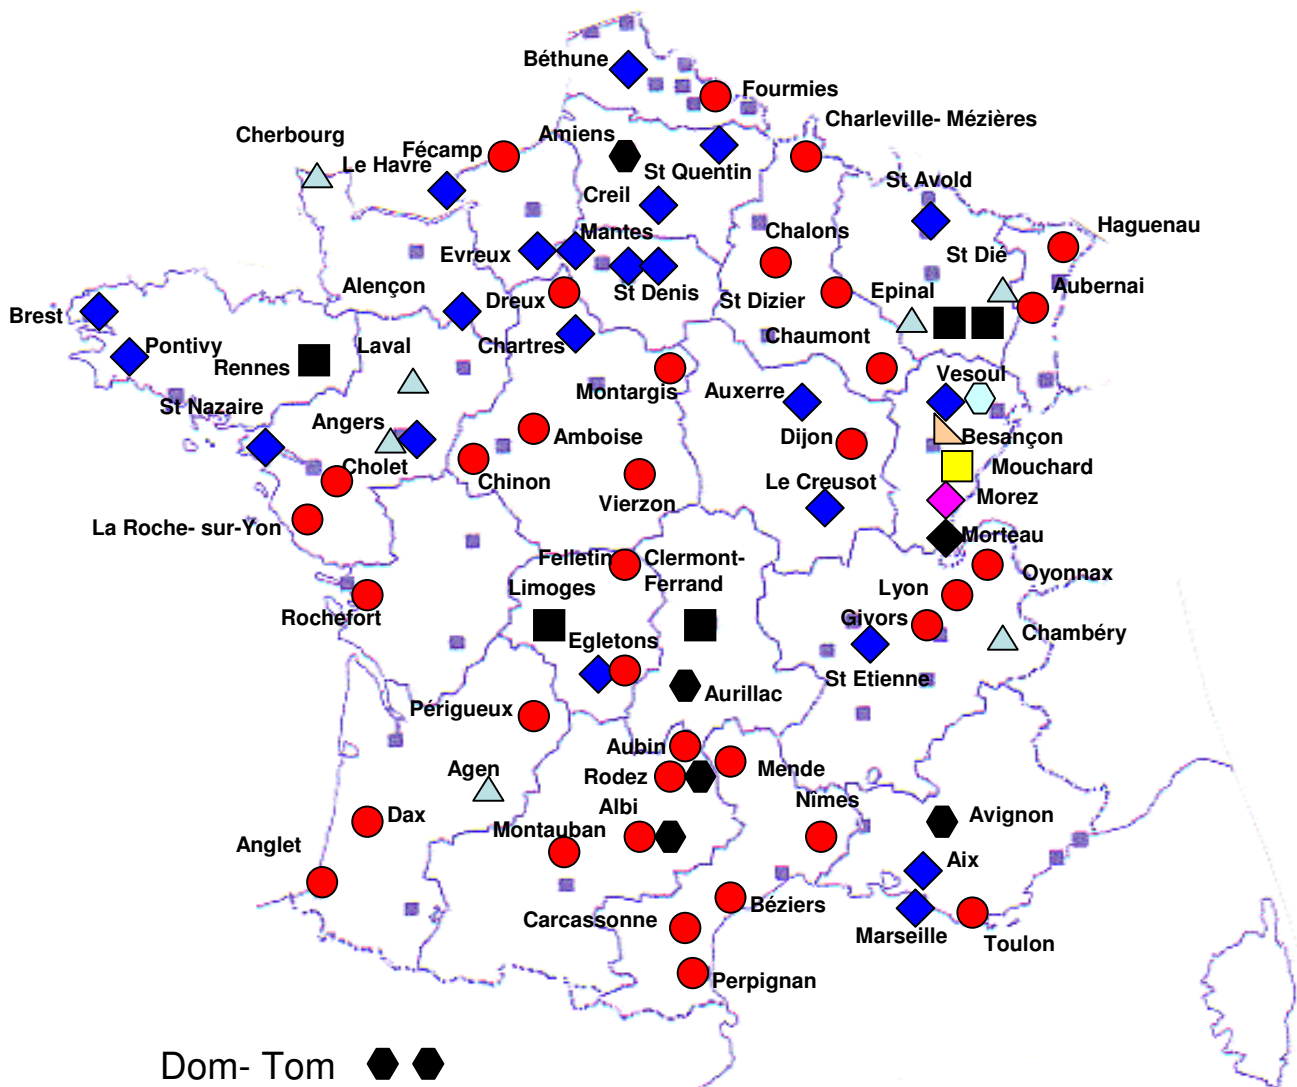 Béthune
Fourmies
Charleville- Mézières
Cherbourg
Amiens
Fécamp
Le Havre
St Quentin
St Avold
Creil
Haguenau
Mantes
Chalons
Evreux
St Dié
Alençon
Dreux
St Denis
St Dizier
Epinal
Aubernai
Brest
Pontivy
Laval
Chartres
Chaumont
Rennes
Vesoul
Montargis
Auxerre
St Nazaire
Angers
Amboise
Dijon
Besançon
Cholet
Chinon
Mouchard
Le Creusot
Vierzon
Morez
La Roche- sur-Yon
Morteau
Felletin
Clermont-
Ferrand
Oyonnax
Limoges
Lyon
Rochefort
Givors
Egletons
Chambéry
St Etienne
Aurillac
Périgueux
Aubin
Agen
Rodez
Mende
Albi
Nîmes
Dax
Montauban
Avignon
Anglet
Aix
Béziers
Carcassonne
Marseille
Toulon
Perpignan
Dom- Tom